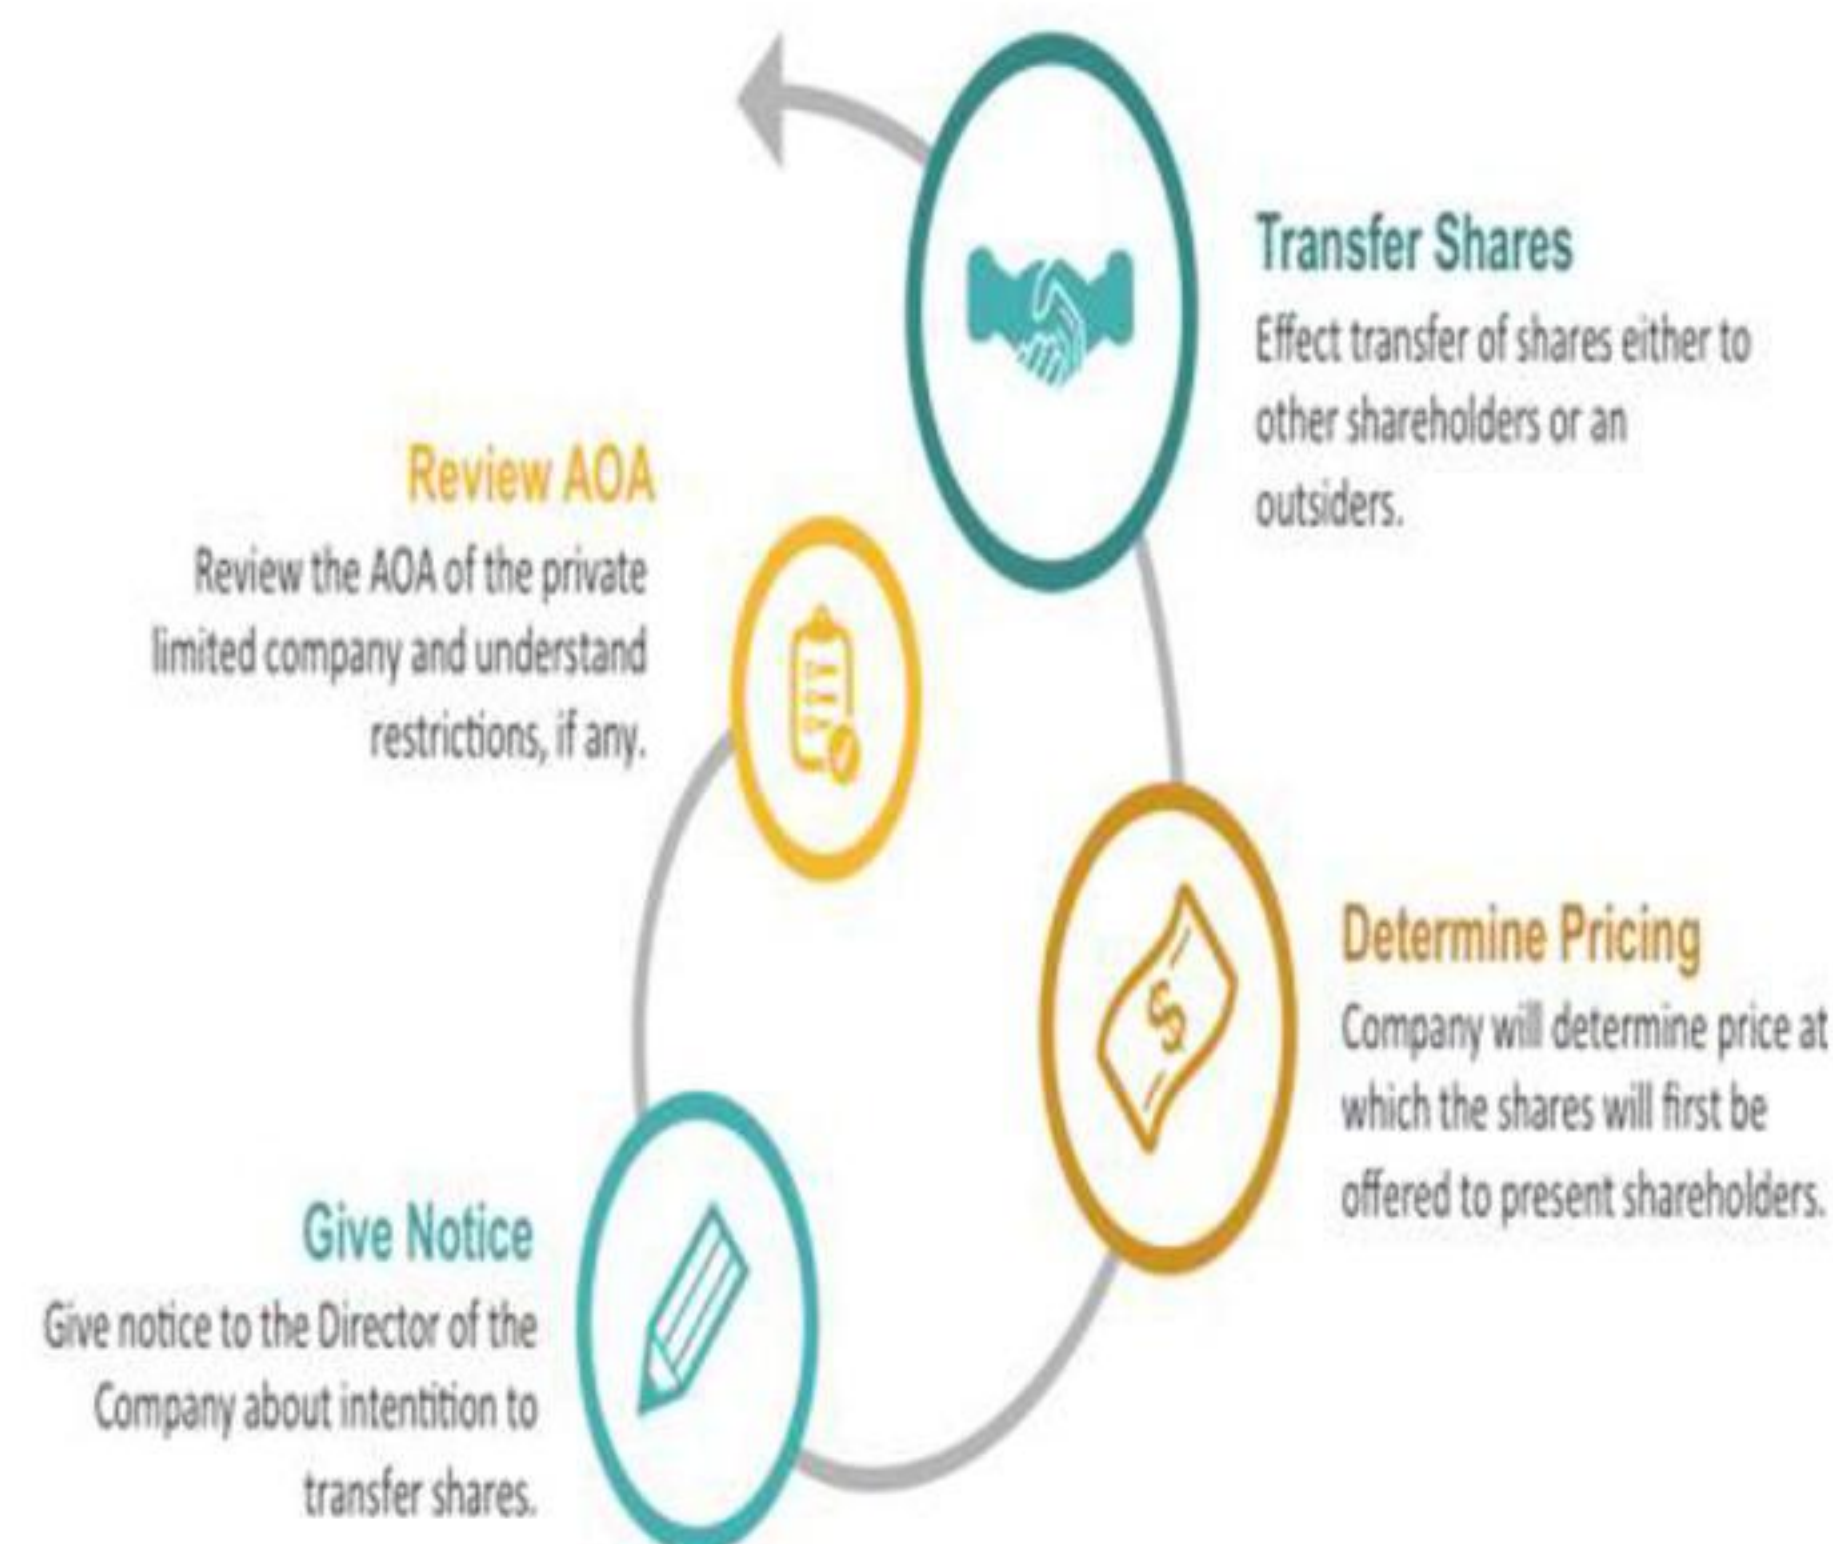 Transfer Shares
Effect transfer of shares either to
other shareholders or an
outsiders.
Review AOA
Review the AOA of the private
limited company and understand
restrictions, if any.
Determine Pricing
Company will determine price at
which the shares will first be
offered to present shareholders.
$
Give Notice
Give notice to the Director of the
Company about intentition to
transfer shares.